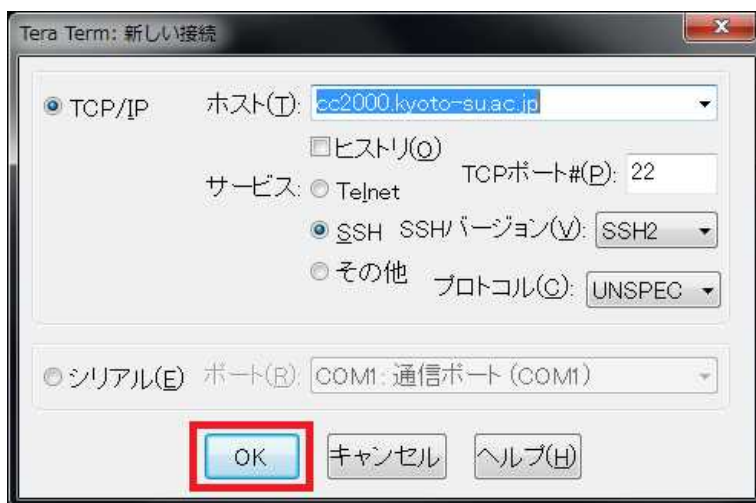 Tera Term: 新しい接続
TCP/IP ホスト(T): cc2000.kyoto-su.ac.jp
ヒストリ(O)
サービス: Telnet TCPポート#(P): 22
SSH SSHバージョン(V): SSH2
その他 プロトコル(C): UNSPEC
シリアル(E) ポート(R): COM1: 通信ポート (COM1)
OK キャンセル ヘルプ(H)